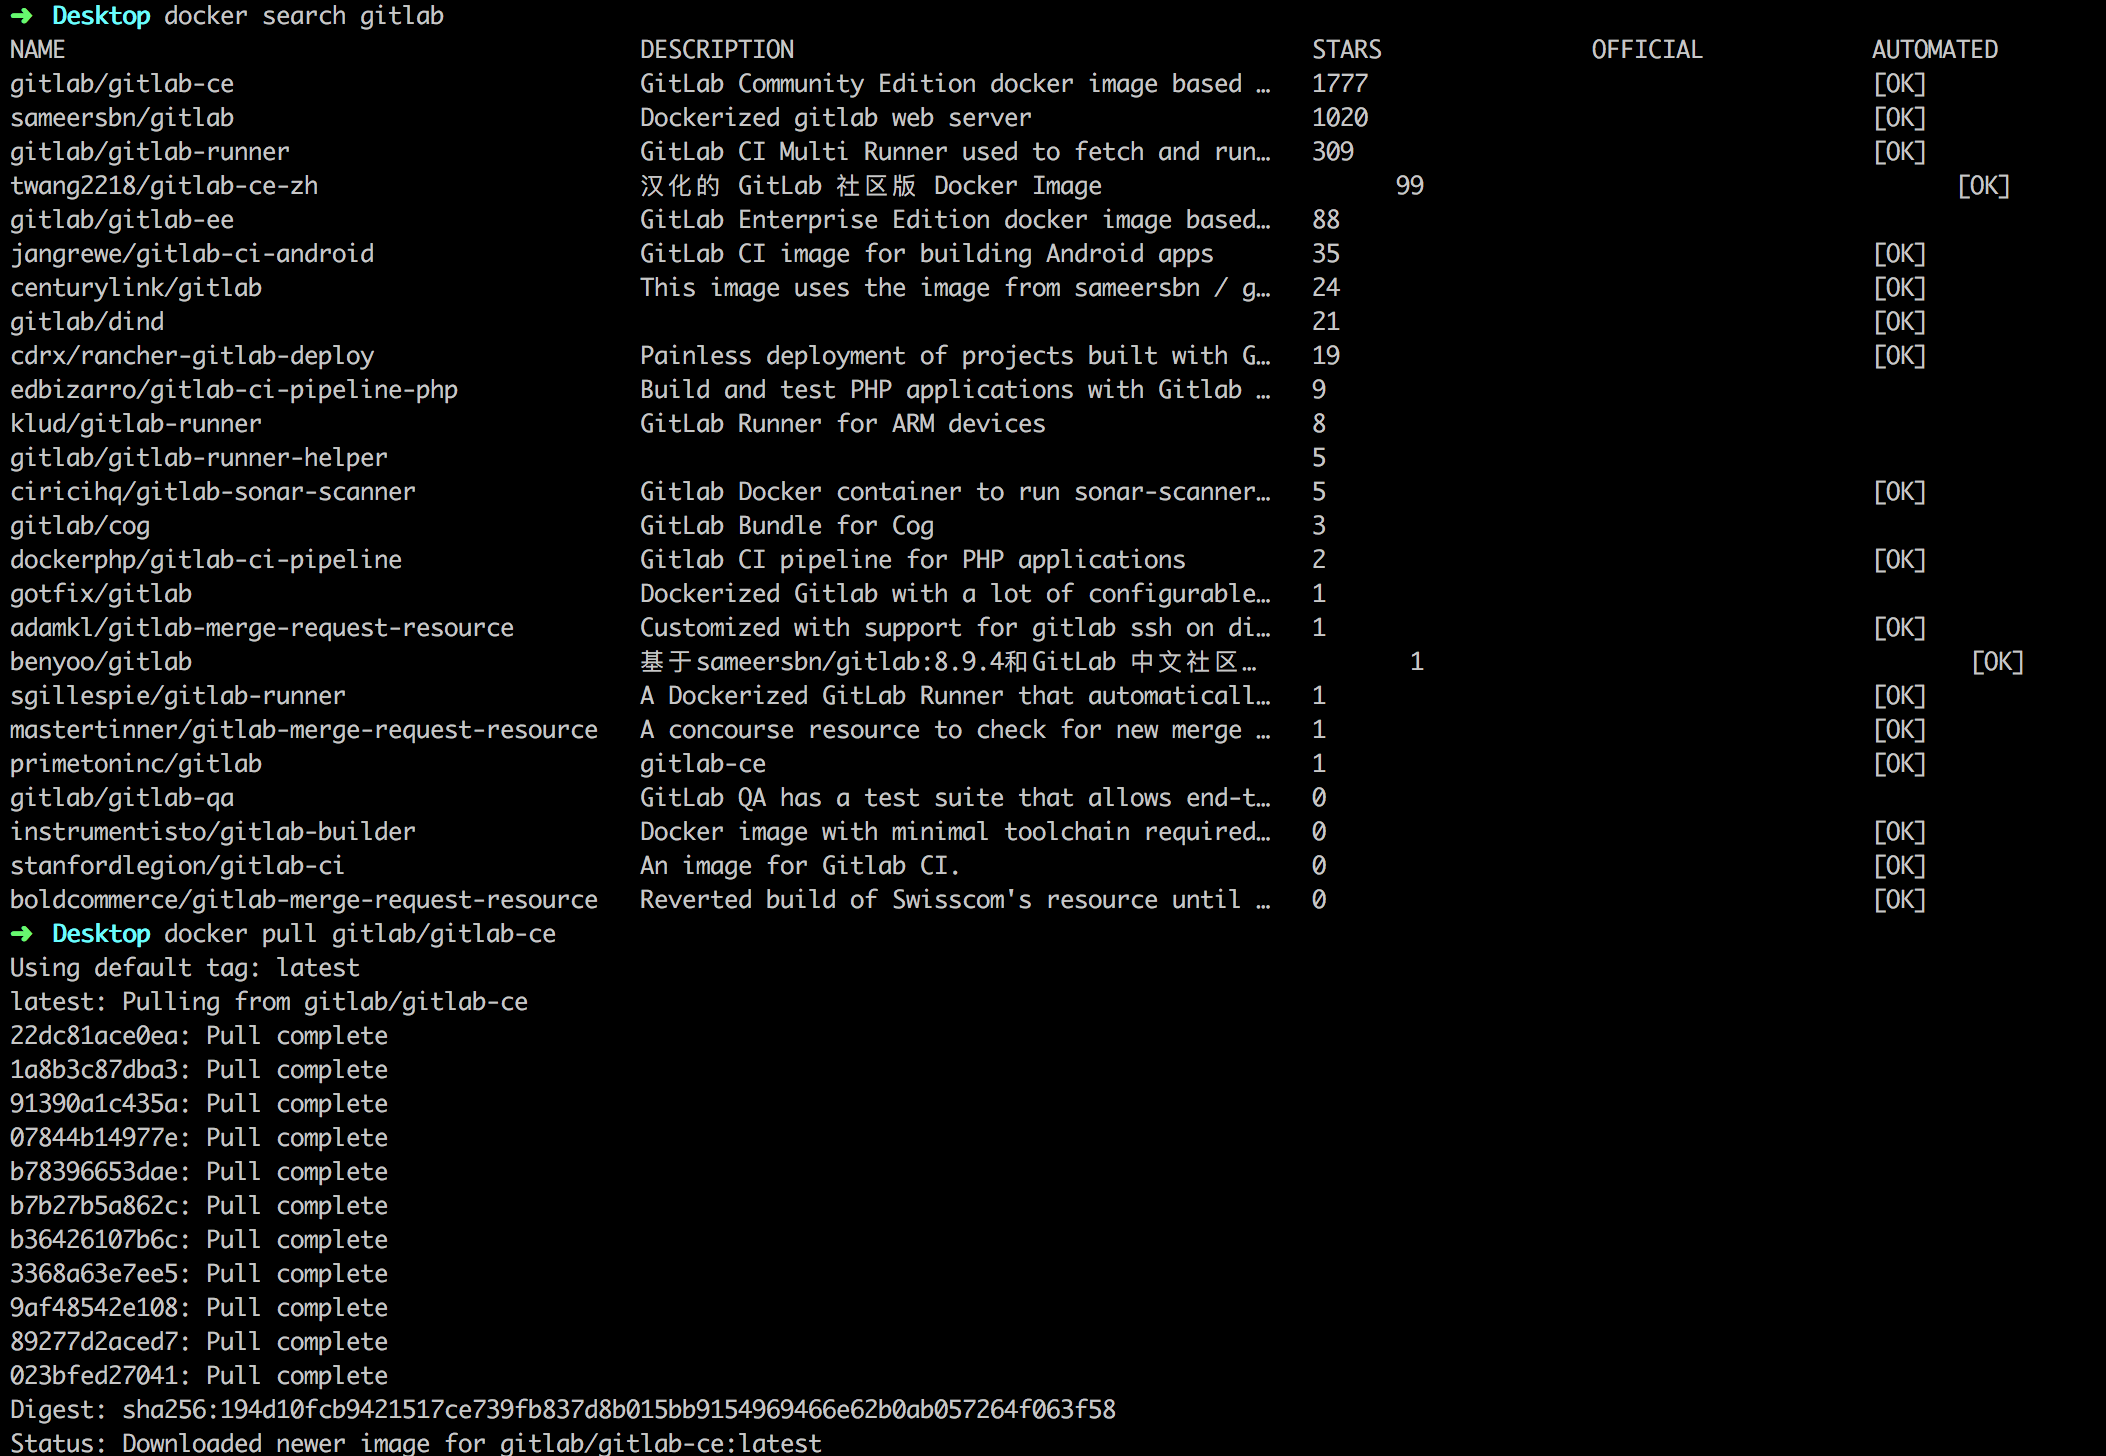 ➜ Desktop docker search gitlab
NAME DESCRIPTION STARS OFFICIAL AUTOMATED
gitlab/gitlab-ce GitLab Community Edition docker image based … 1777 [OK]
sameersbn/gitlab Dockerized gitlab web server 1020 [OK]
gitlab/gitlab-runner GitLab CI Multi Runner used to fetch and run… 309 [OK]
twang2218/gitlab-ce-zh 汉化的 GitLab 社区版 Docker Image 99 [OK]
gitlab/gitlab-ee GitLab Enterprise Edition docker image based… 88
jangrewe/gitlab-ci-android GitLab CI image for building Android apps 35 [OK]
centurylink/gitlab This image uses the image from sameersbn / g… 24 [OK]
gitlab/dind 21 [OK]
cdrx/rancher-gitlab-deploy Painless deployment of projects built with G… 19 [OK]
edbizarro/gitlab-ci-pipeline-php Build and test PHP applications with Gitlab … 9
klud/gitlab-runner GitLab Runner for ARM devices 8
gitlab/gitlab-runner-helper 5
ciricihq/gitlab-sonar-scanner Gitlab Docker container to run sonar-scanner… 5 [OK]
gitlab/cog GitLab Bundle for Cog 3
dockerphp/gitlab-ci-pipeline Gitlab CI pipeline for PHP applications 2 [OK]
gotfix/gitlab Dockerized Gitlab with a lot of configurable… 1
adamkl/gitlab-merge-request-resource Customized with support for gitlab ssh on di… 1 [OK]
benyoo/gitlab 基于sameersbn/gitlab:8.9.4和GitLab 中文社区… 1 [OK]
sgillespie/gitlab-runner A Dockerized GitLab Runner that automaticall… 1 [OK]
mastertinner/gitlab-merge-request-resource A concourse resource to check for new merge … 1 [OK]
primetoninc/gitlab gitlab-ce 1 [OK]
gitlab/gitlab-qa GitLab QA has a test suite that allows end-t… 0
instrumentisto/gitlab-builder Docker image with minimal toolchain required… 0 [OK]
stanfordlegion/gitlab-ci An image for Gitlab CI. 0 [OK]
boldcommerce/gitlab-merge-request-resource Reverted build of Swisscom's resource until … 0 [OK]
➜ Desktop docker pull gitlab/gitlab-ce
Using default tag: latest
latest: Pulling from gitlab/gitlab-ce
22dc81ace0ea: Pull complete
1a8b3c87dba3: Pull complete
91390a1c435a: Pull complete
07844b14977e: Pull complete
b78396653dae: Pull complete
b7b27b5a862c: Pull complete
b36426107b6c: Pull complete
3368a63e7ee5: Pull complete
9af48542e108: Pull complete
89277d2aced7: Pull complete
023bfed27041: Pull complete
Digest: sha256:194d10fcb9421517ce739fb837d8b015bb9154969466e62b0ab057264f063f58
Status: Downloaded newer image for gitlab/gitlab-ce:latest